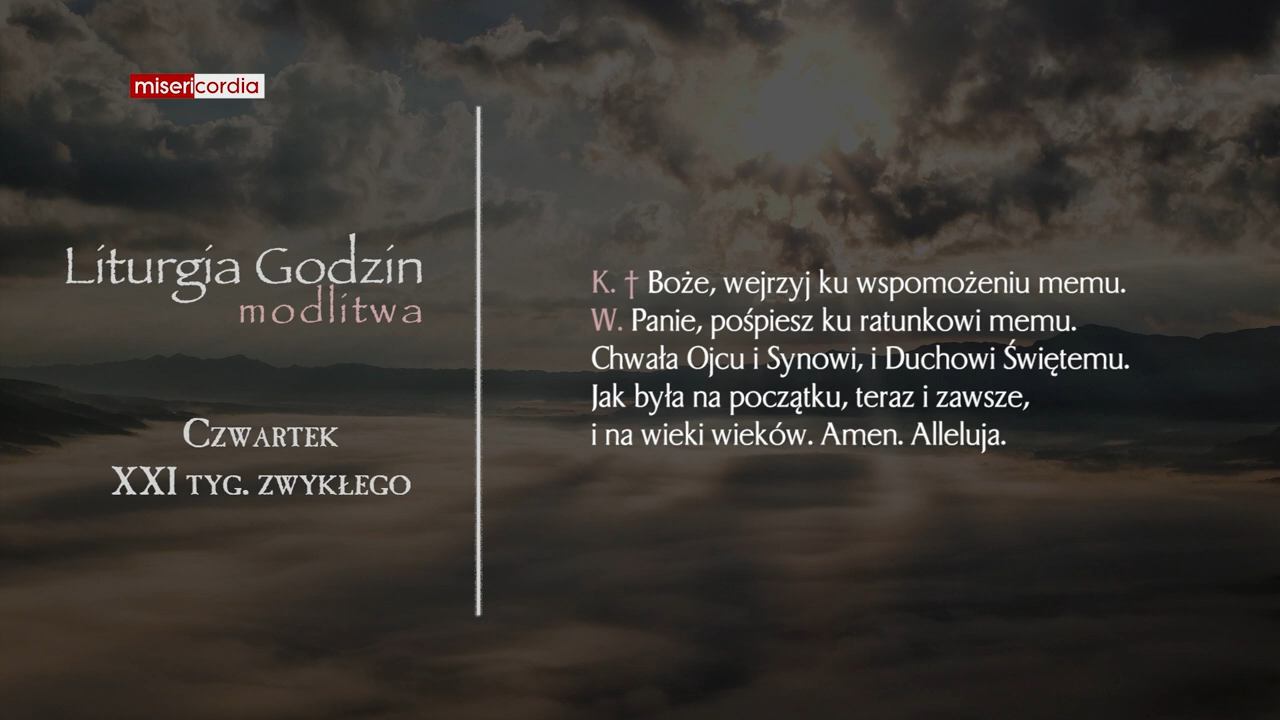 misericordia
Liturgia Godzin
modlitwa
Czwartek
XXI tyg. zwykłego
K. † Boże, wejrzyj ku wspomożeniu memu.
W. Panie, pośpiesz ku ratunkowi memu.
Chwała Ojcu i Synowi, i Duchowi Świętemu.
Jak była na początku, teraz i zawsze,
i na wieki wieków. Amen. Alleluja.